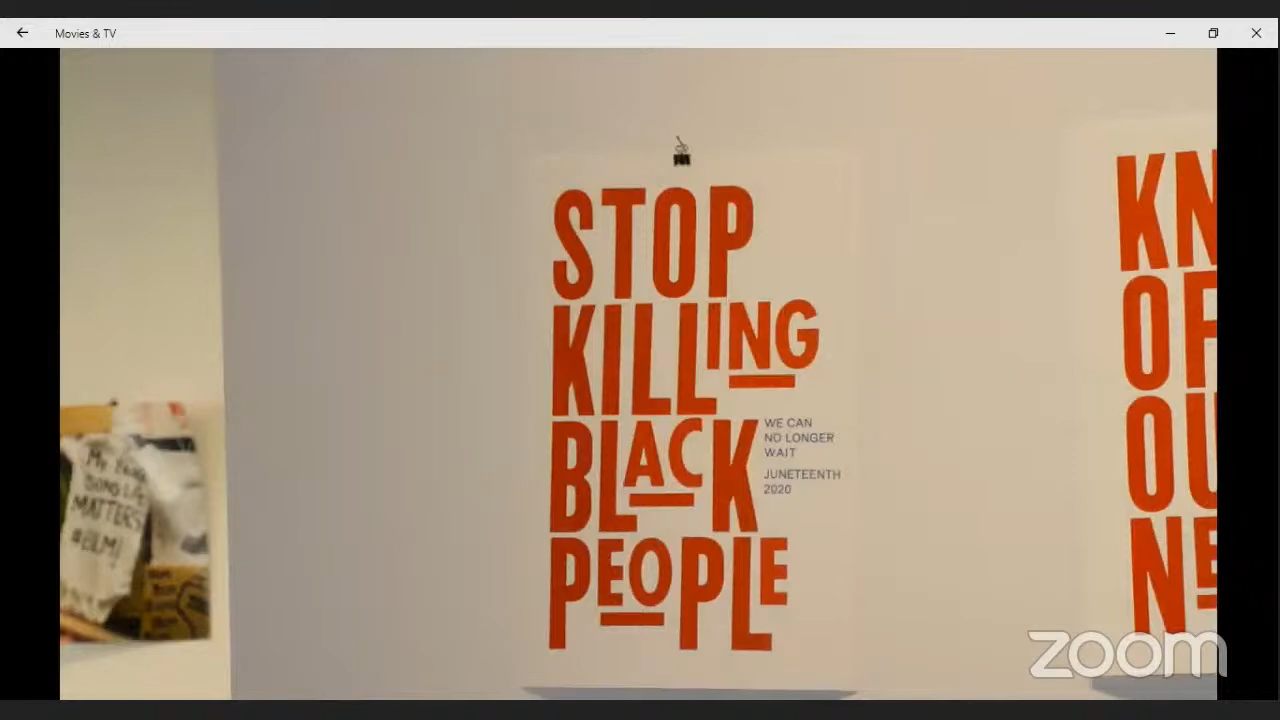 Movies & TV
STOP
KILLING
BLACK
PEOPLE
WE CAN
NO LONGER
WAIT
JUNETEENTH
2020
KN
OF
OU
NE
MATTERS
#BLM!
zoom